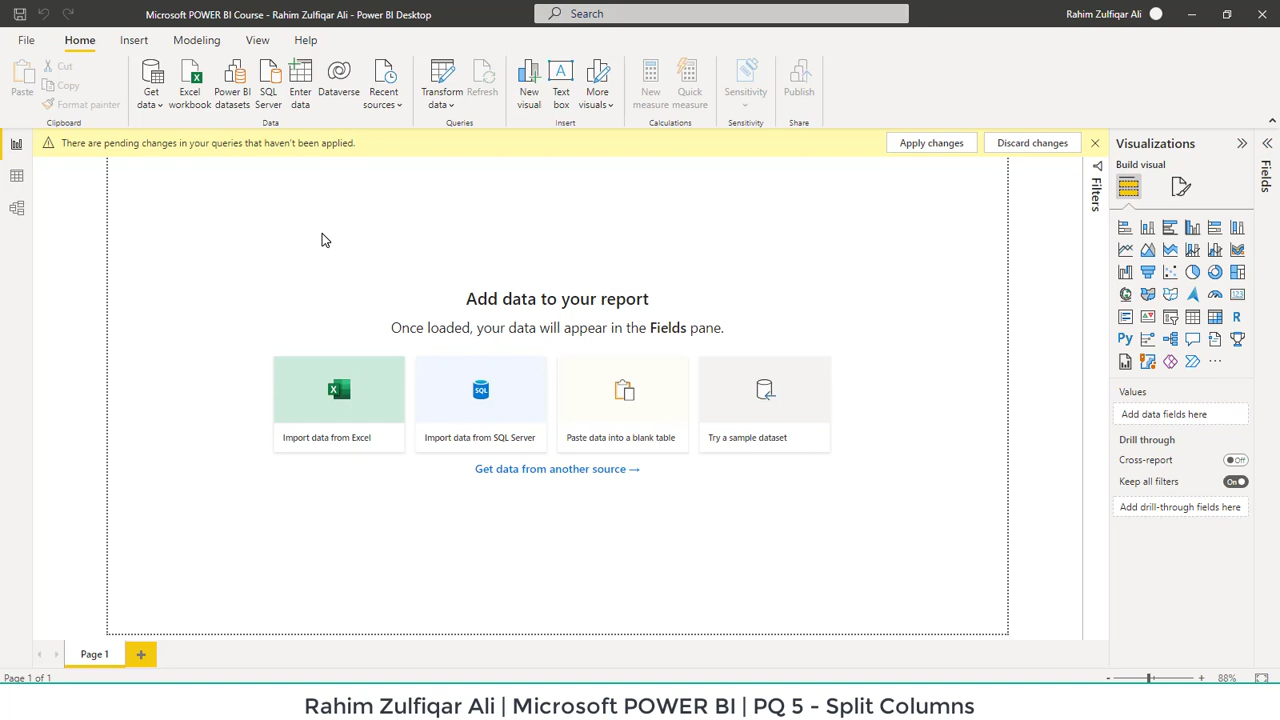 Microsoft POWER BI Course - Rahim Zulfiqar Ali - Power BI Desktop
Search
Rahim Zulfiqar Ali
File
Home
Insert
Modeling
View
Help
Paste
Cut
Copy
Format painter
Clipboard
Get data
Excel workbook
Power BI datasets
SQL Server
Enter data
Dataverse
Recent sources
Data
Transform data
Refresh
Queries
New visual
Text box
More visuals
Insert
New measure
Quick measure
Calculations
Sensitivity
Sensitivity
Publish
Share
There are pending changes in your queries that haven't been applied.
Apply changes
Discard changes
Filters
Visualizations
Build visual
Fields
Add data to your report
Once loaded, your data will appear in the Fields pane.
Import data from Excel
SQL
Import data from SQL Server
Paste data into a blank table
Try a sample dataset
Get data from another source →
123
R
Py
Values
Add data fields here
Drill through
Cross-report
Off
Keep all filters
On
Add drill-through fields here
Page 1
Page 1 of 1
88%
Rahim Zulfiqar Ali | Microsoft POWER BI | PQ 5 - Split Columns